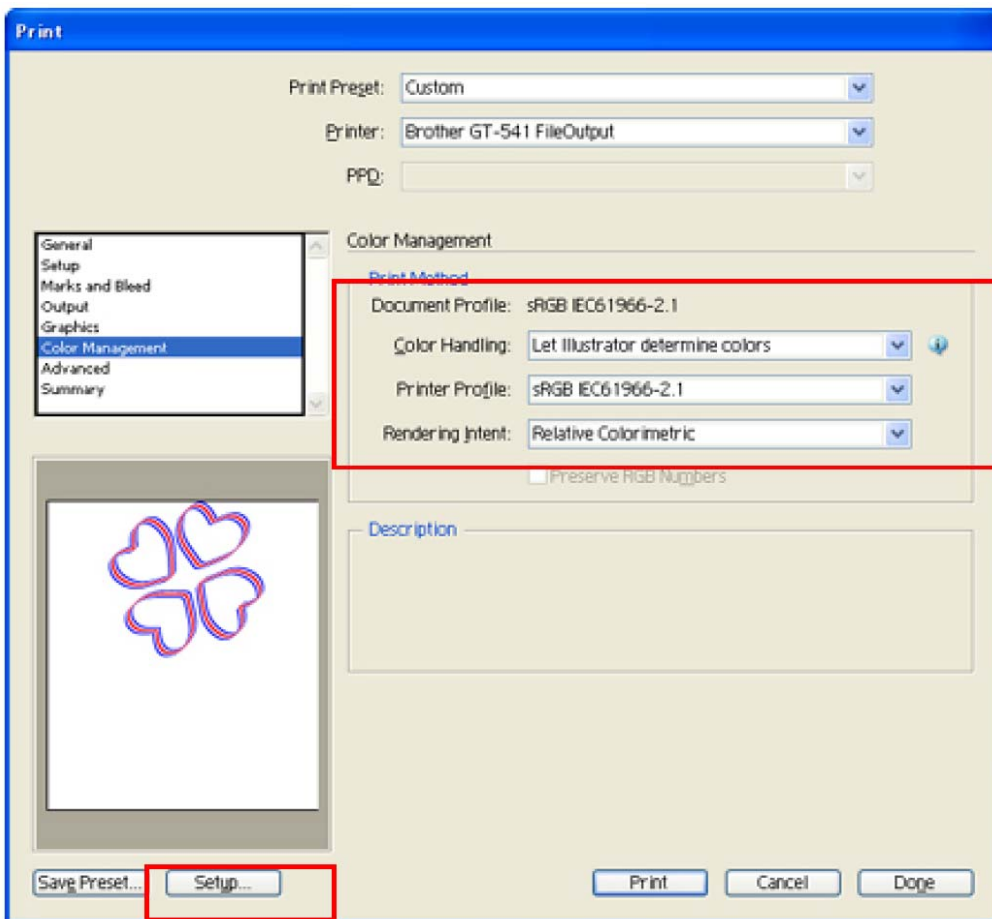 Print
Print Preset: Custom
Printer: Brother GT-541 FileOutput
PPD:
General
Setup
Marks and Bleed
Output
Graphics
Color Management
Advanced
Summary
Color Management
Print Method
Document Profile: sRGB IEC61966-2.1
Color Handling: Let Illustrator determine colors
Printer Profile: sRGB IEC61966-2.1
Rendering Intent: Relative Colorimetric
Preserve RGB Numbers
Description
Save Preset... Setup... Print Cancel Done